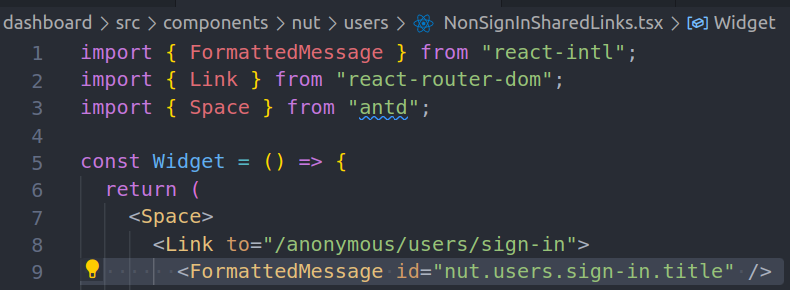 dashboard > src > components > nut > users > NonSignInSharedLinks.tsx > Widget
1 import { FormattedMessage } from "react-intl";
2 import { Link } from "react-router-dom";
3 import { Space } from "antd";
4
5 const Widget = () => {
6 return (
7 <Space>
8 <Link to="/anonymous/users/sign-in">
9 <FormattedMessage id="nut.users.sign-in.title" />